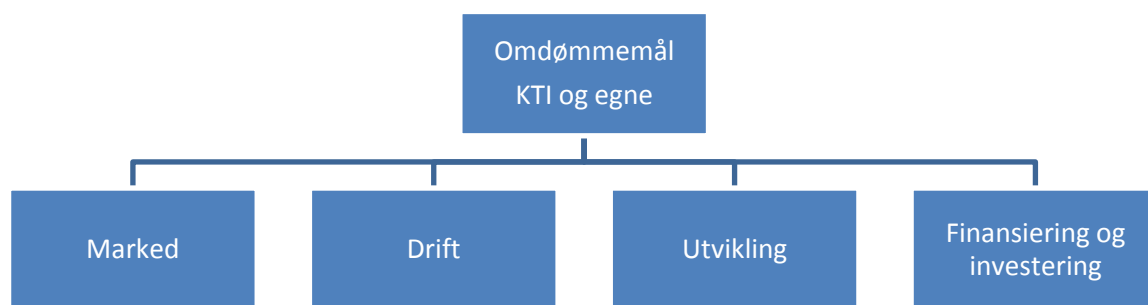 Omdømmemål
KTI og egne
Marked
Drift
Utvikling
Finansiering og
investering